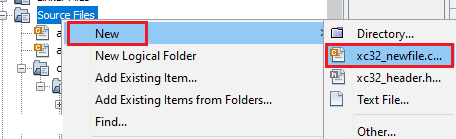 Source Files
New
New Logical Folder
Add Existing Item...
Add Existing Items from Folders...
Find...
Directory...
xc32_newfile.c...
xc32_header.h...
Text File...
Other...